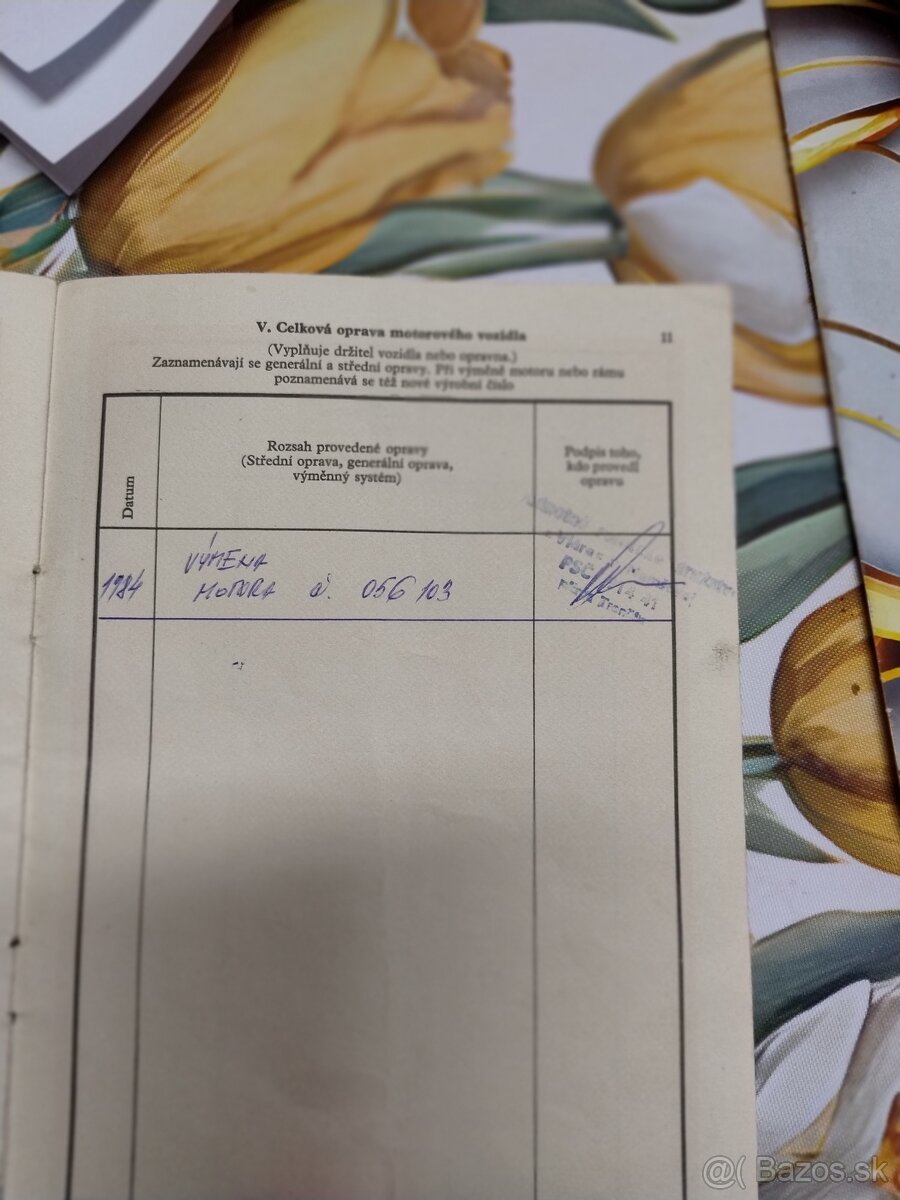 V. Celková oprava motorového vozidla
11
(Vyplňuje držitel vozidla nebo opravna.)
Zaznamenávají se generální a střední opravy. Při výměně motoru nebo rámu
poznamenává se též nové výrobní číslo
Datum
Rozsah provedené opravy
(Střední oprava, generální oprava,
výměnný systém)
Podpis toho,
kdo provedl
opravu
1984
VÝMENA
MOTORA č. 056 103
PSČ
@( Bazos.sk